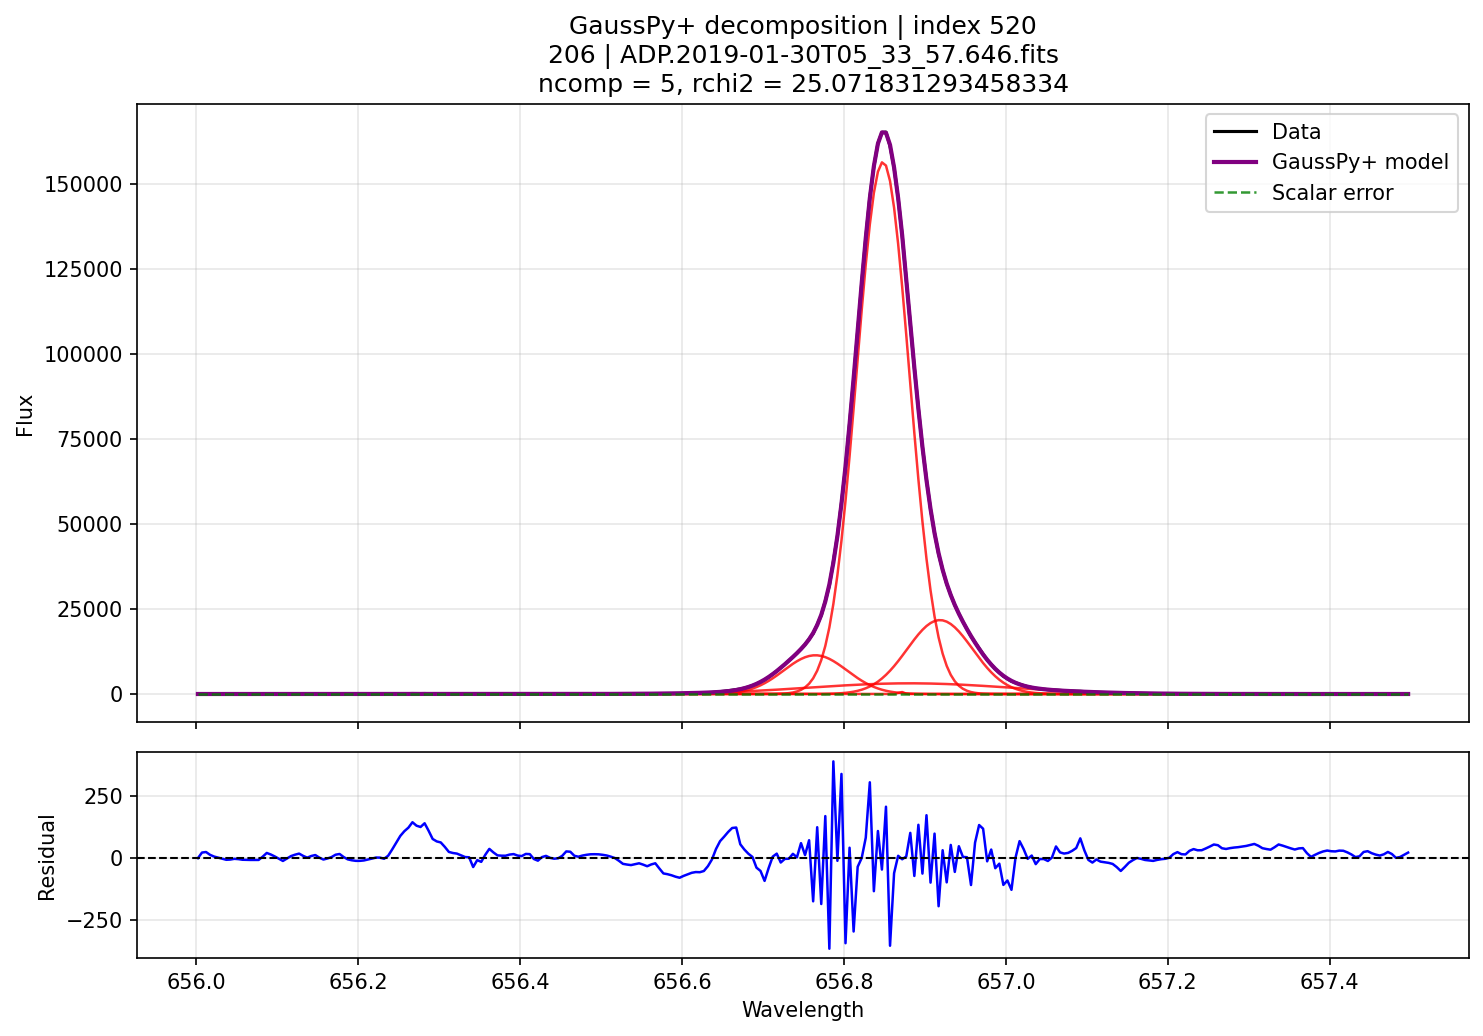 GaussPy+ decomposition | index 520
206 | ADP.2019-01-30T05_33_57.646.fits
ncomp = 5, rchi2 = 25.071831293458334
Data
GaussPy+ model
Scalar error
150000
125000
100000
75000
50000
25000
0
Flux
250
0
−250
Residual
656.0 656.2 656.4 656.6 656.8 657.0 657.2 657.4
Wavelength